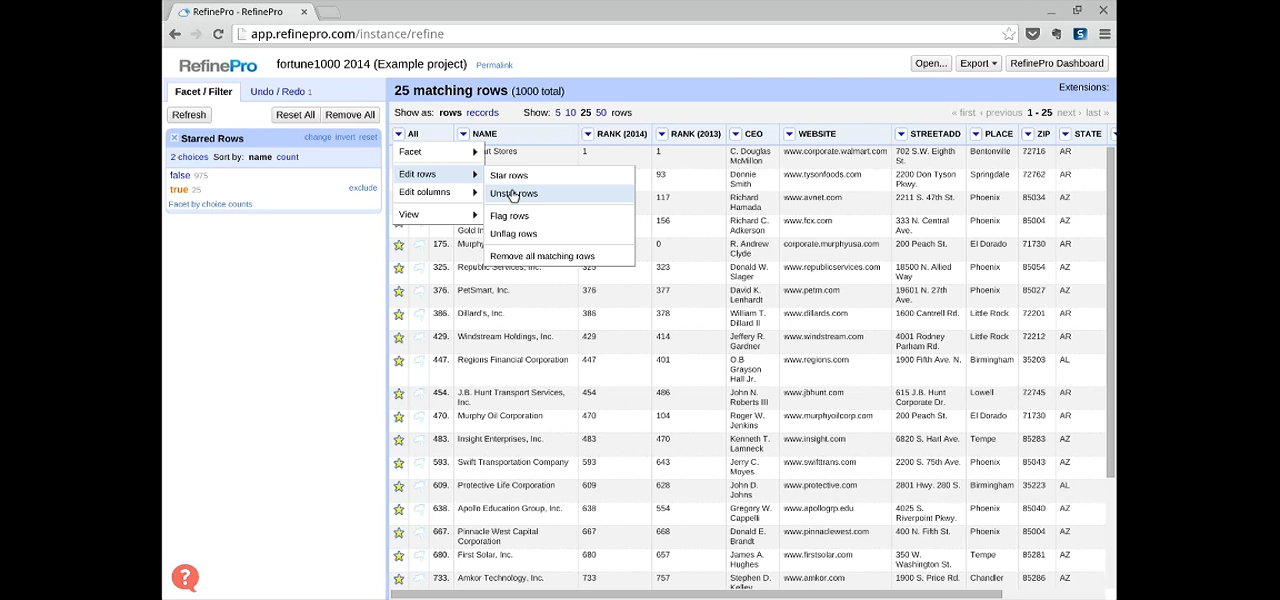 RefinePro - RefinePro
app.refinepro.com/instance/refine
RefinePro fortune1000 2014 (Example project) Permalink Open... Export RefinePro Dashboard
Facet / Filter Undo / Redo 1
25 matching rows (1000 total) Extensions:
Refresh Reset All Remove All
Show as: rows records Show: 5 10 25 50 rows « first ‹ previous 1 - 25 next › last »
Starred Rows change invert reset
2 choices Sort by: name count
false 975
true 25 exclude
Facet by choice counts
All NAME RANK (2014) RANK (2013) CEO WEBSITE STREETADD PLACE ZIP STATE
Facet
Edit rows
Edit columns
View
Star rows
rows
Flag rows
Unflag rows
Remove all matching rows
Stores 1 1 C. Douglas McMillon www.corporate.walmart.com 702 S.W. Eighth St. Bentonville 72716 AR
93 Donnie Smith www.tysonfoods.com 2200 Don Tyson Pkwy. Springdale 72762 AR
117 Richard Hamada www.avnet.com 2211 S. 47th St. Phoenix 85034 AZ
Gold 156 Richard C. Adkerson www.fcx.com 333 N. Central Ave. Phoenix 85004 AZ
175. Murphy 0 R. Andrew Clyde corporate.murphyusa.com 200 Peach St. El Dorado 71730 AR
325. Republic Services, Inc. 325 323 Donald W. Slager www.republicservices.com 18500 N. Allied Way Phoenix 85054 AZ
376. PetSmart, Inc. 376 377 David K. Lenhardt www.petm.com 19601 N. 27th Ave. Phoenix 85027 AZ
386. Dillard's, Inc. 386 378 William T. Dillard II www.dillards.com 1600 Cantrell Rd. Little Rock 72201 AR
429. Windstream Holdings, Inc. 429 414 Jeffery R. Gardner www.windstream.com 4001 Rodney Parham Rd. Little Rock 72212 AR
447. Regions Financial Corporation 447 401 O.B Grayson Hall Jr. www.regions.com 1900 Fifth Ave. N. Birmingham 35203 AL
454. J.B. Hunt Transport Services, Inc. 454 486 John N. Roberts III www.jbhunt.com 615 J.B. Hunt Corporate Dr. Lowell 72745 AR
470. Murphy Oil Corporation 470 104 Roger W. Jenkins www.murphyoilcorp.com 200 Peach St. El Dorado 71730 AR
483. Insight Enterprises, Inc. 483 470 Kenneth T. Lamneck www.insight.com 6820 S. Harl Ave. Tempe 85283 AZ
593. Swift Transportation Company 593 643 Jerry C. Moyes www.swifttrans.com 2200 S. 75th Ave. Phoenix 85043 AZ
609. Protective Life Corporation 609 628 John D. Johns www.protective.com 2801 Hwy. 280 S. Birmingham 35223 AL
638. Apollo Education Group, Inc. 638 554 Gregory W. Cappelli www.apollogrp.edu 4025 S. Riverpoint Pkwy. Phoenix 85040 AZ
667. Pinnacle West Capital Corporation 667 668 Donald E. Brandt www.pinnaclewest.com 400 N. Fifth St. Phoenix 85004 AZ
680. First Solar, Inc. 680 657 James A. Hughes www.firstsolar.com 350 W. Washington St. Tempe 85281 AZ
733. Amkor Technology, Inc. 733 757 Stephen D. Kelley www.amkor.com 1900 S. Price Rd. Chandler 85286 AZ
?